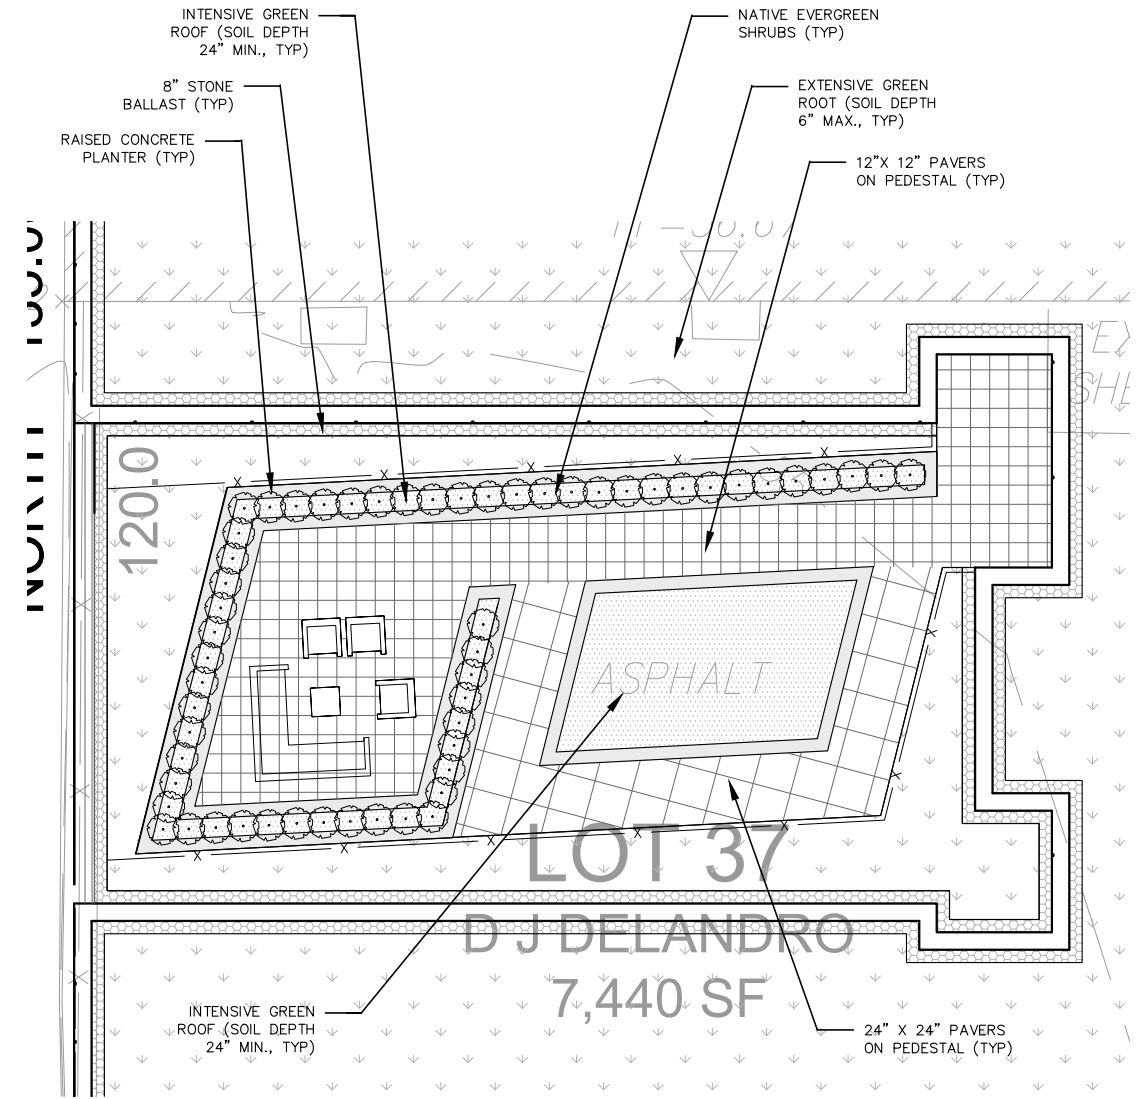 INTENSIVE GREEN
ROOF (SOIL DEPTH
24" MIN., TYP)
NATIVE EVERGREEN
SHRUBS (TYP)
8" STONE
BALLAST (TYP)
EXTENSIVE GREEN
ROOT (SOIL DEPTH
6" MAX., TYP)
RAISED CONCRETE
PLANTER (TYP)
12"X 12" PAVERS
ON PEDESTAL (TYP)
120.0
NORTH
ASPHALT
LOT 37
D J DELANDRO
7,440 SF
INTENSIVE GREEN
ROOF (SOIL DEPTH
24" MIN., TYP)
24" X 24" PAVERS
ON PEDESTAL (TYP)